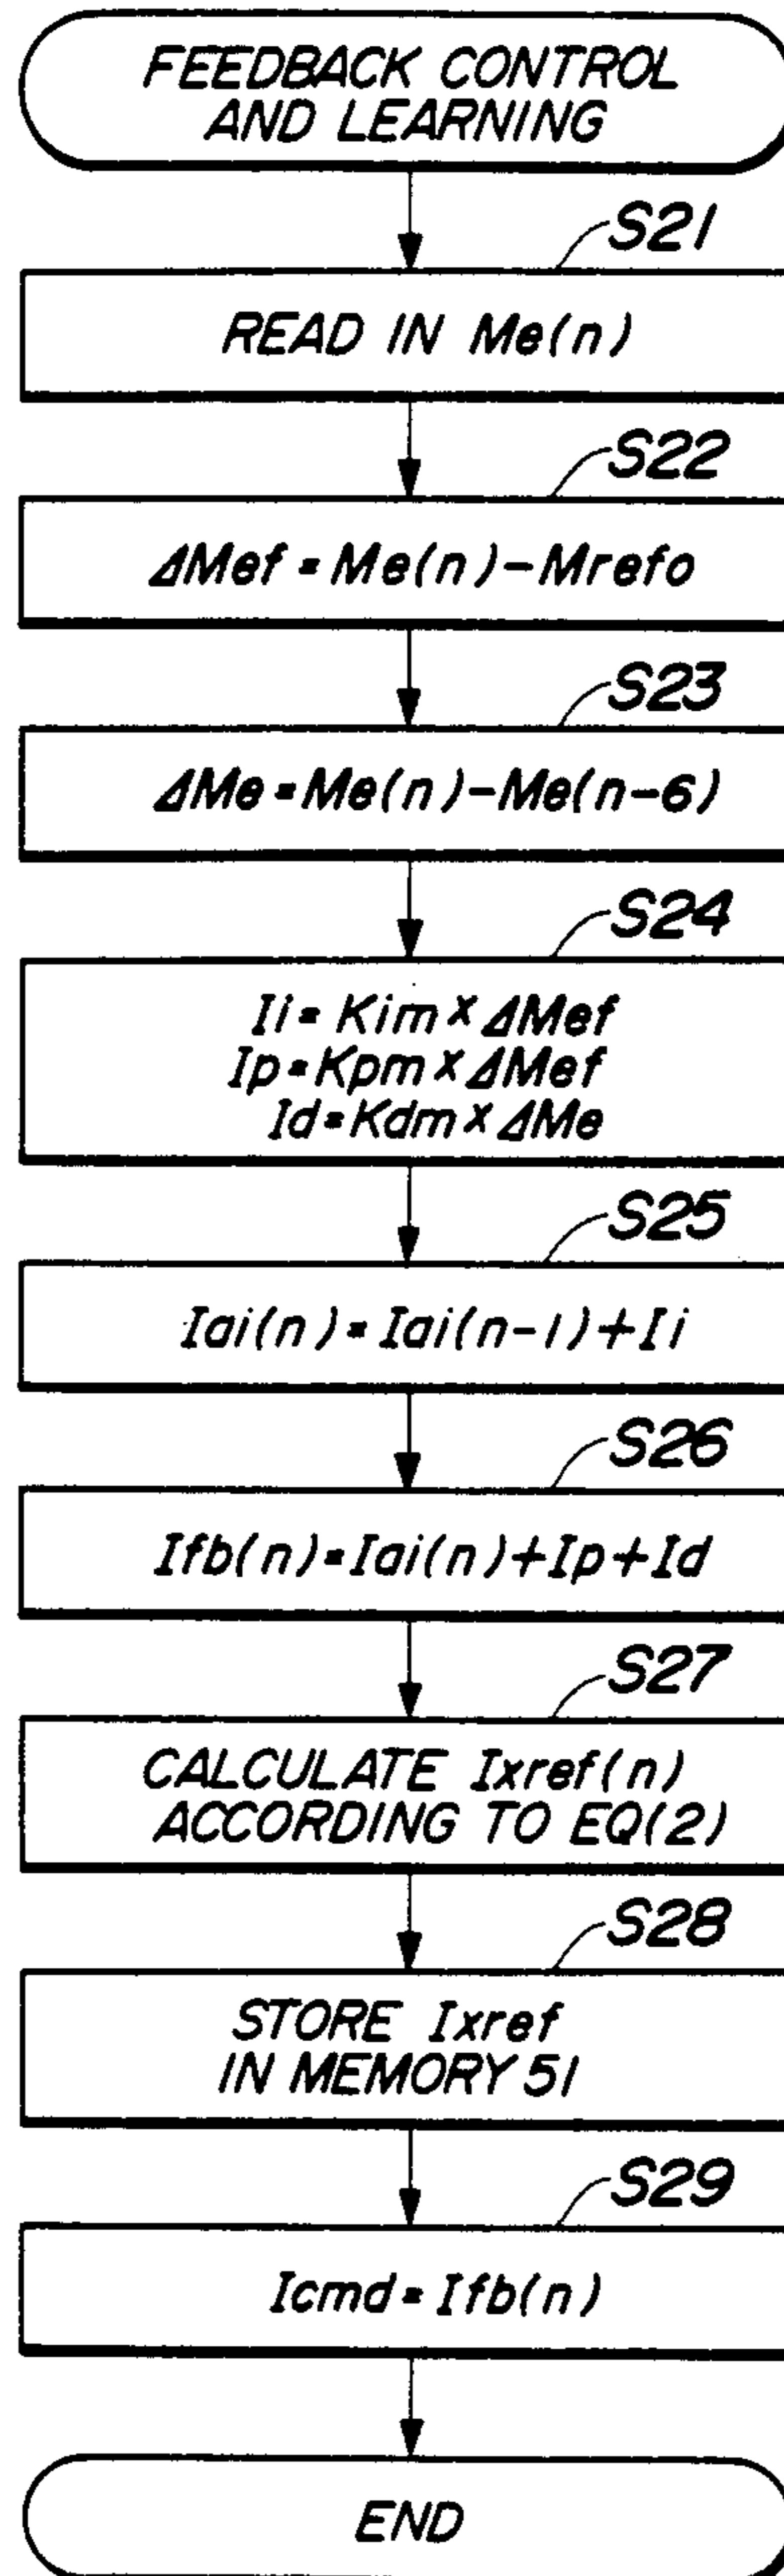 FEEDBACK CONTROL
AND LEARNING
S21
READ IN Me(n)
S22
ΔMef = Me(n)-Mrefo
S23
ΔMe=Me(n)-Me(n-6)
S24
Ii=Kim×ΔMef
Ip=Kpm×ΔMef
Id=Kdm×ΔMe
S25
Iai(n)=Iai(n-1)+Ii
S26
Ifb(n)=Iai(n)+Ip+Id
S27
CALCULATE Ixref(n)
ACCORDING TO EQ(2)
S28
STORE Ixref
IN MEMORY 51
S29
Icmd=Ifb(n)
END